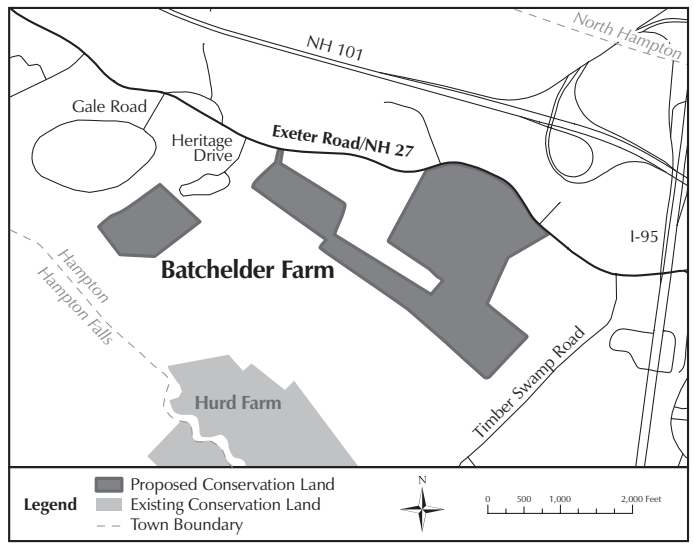 North Hampton
NH 101
Gale Road
Heritage
Drive
Exeter Road/NH 27
I-95
Batchelder Farm
Hampton
Hampton Falls
Hurd Farm
Timber Swamp Road
Legend
Proposed Conservation Land
Existing Conservation Land
Town Boundary
N
0 500 1,000 2,000 Feet